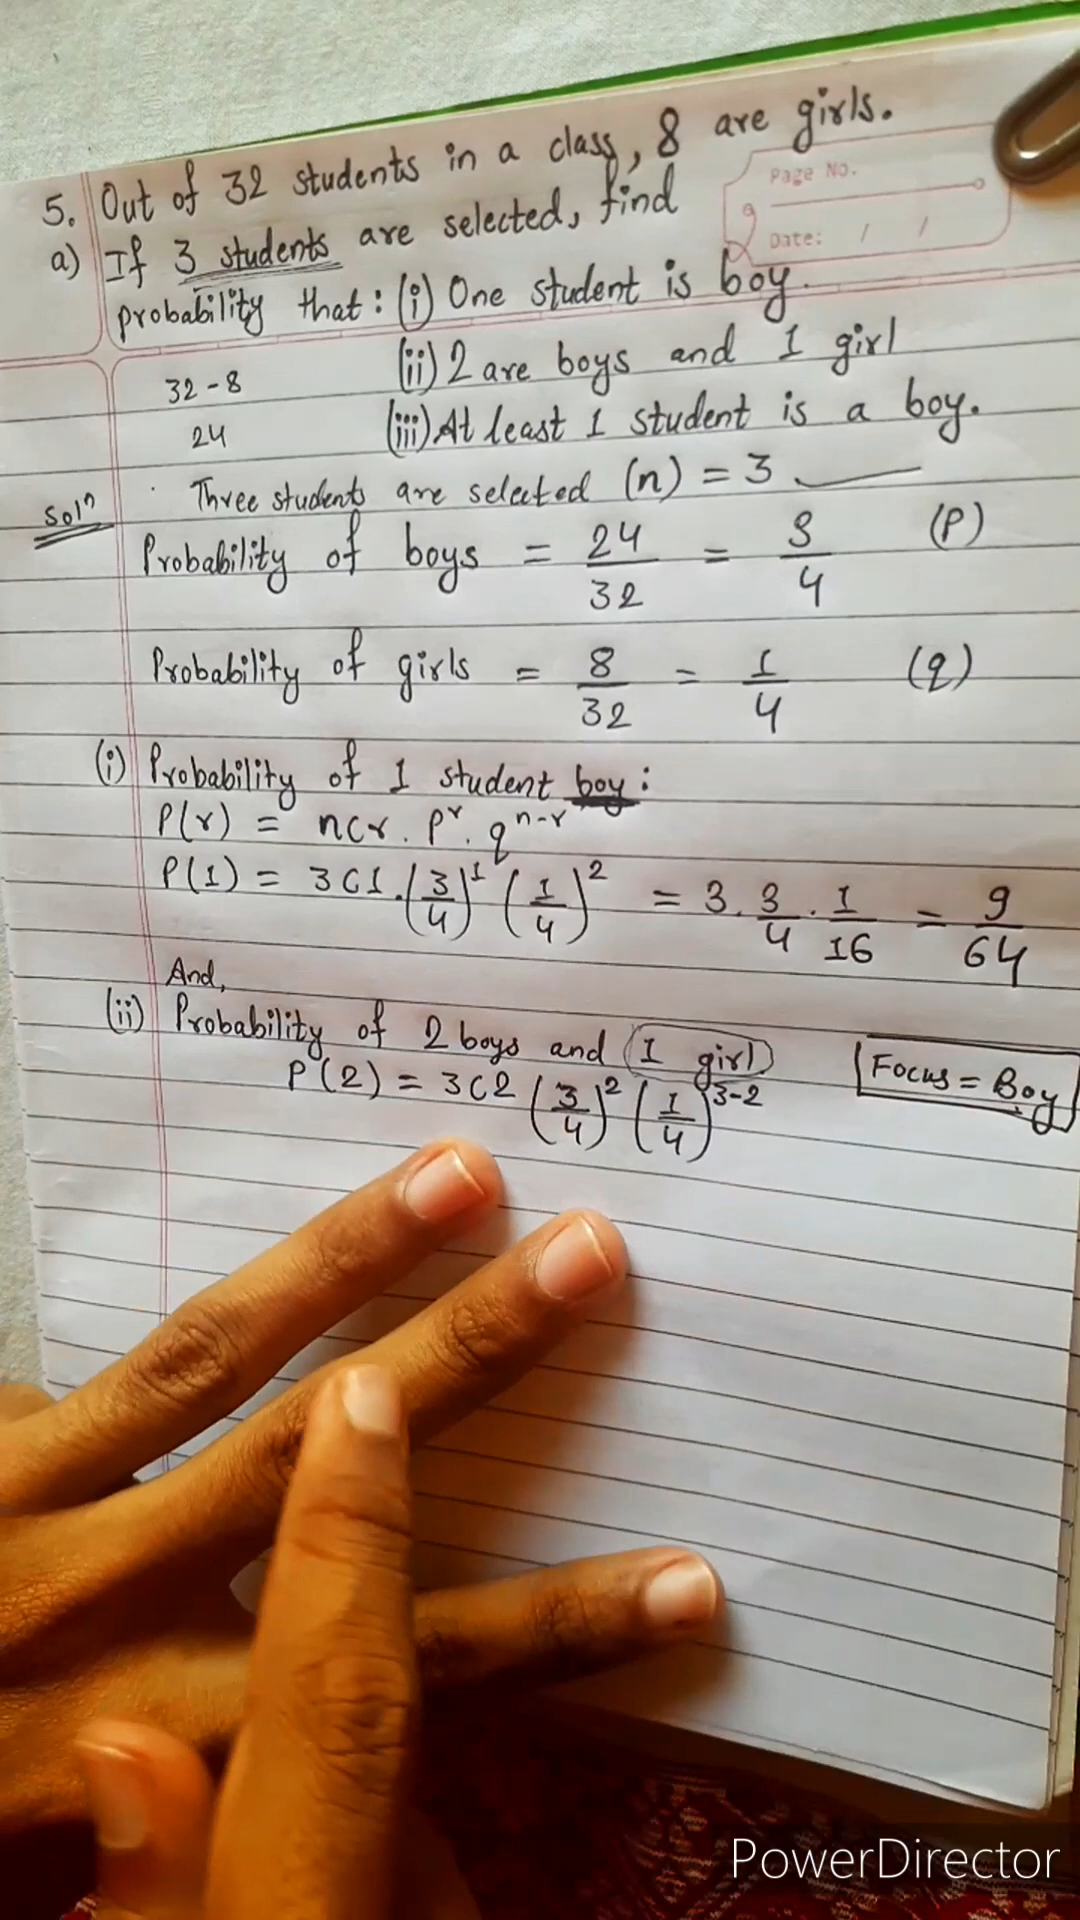 5. Out of 32 students in a class, 8 are girls.
Page No.
Date: / /
a) If 3 students are selected, find
probability that: (i) One student is boy.
32-8
(ii) 2 are boys and 1 girl
24
(iii) At least 1 student is a boy.
Solⁿ
Three students are selected (n) = 3
Probability of boys = 24/32 = 3/4 (P)
Probability of girls = 8/32 = 1/4 (q)
(i) Probability of 1 student boy:
P(r) = ncr. p^r. q^n-r
P(1) = 3C1. (3/4)^1 (1/4)^2 = 3. 3/4 . 1/16 = 9/64
And,
(ii) Probability of 2 boys and 1 girl
Focus = Boy
P(2) = 3C2 (3/4)^2 (1/4)^3-2
PowerDirector